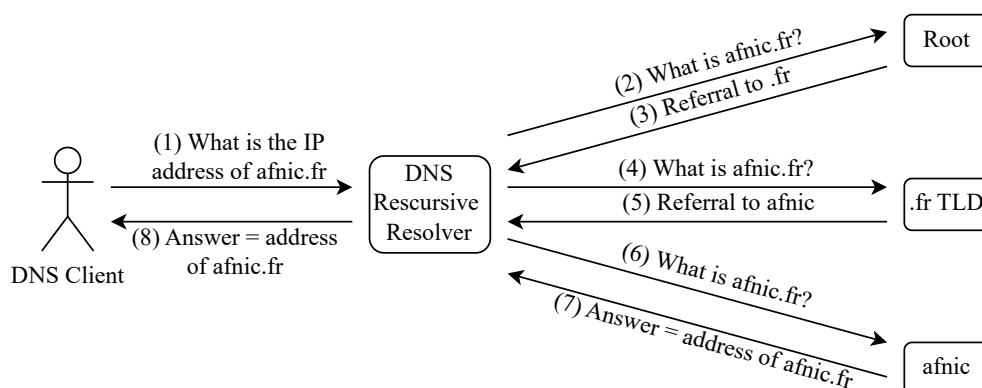 (2) What is afnic.fr?
Root
(3) Referral to .fr
(1) What is the IP
address of afnic.fr
DNS
Rescursive
Resolver
(4) What is afnic.fr?
(5) Referral to afnic
.fr TLD
(8) Answer = address
of afnic.fr
DNS Client
(6) What is afnic.fr?
(7) Answer = address of afnic.fr
afnic